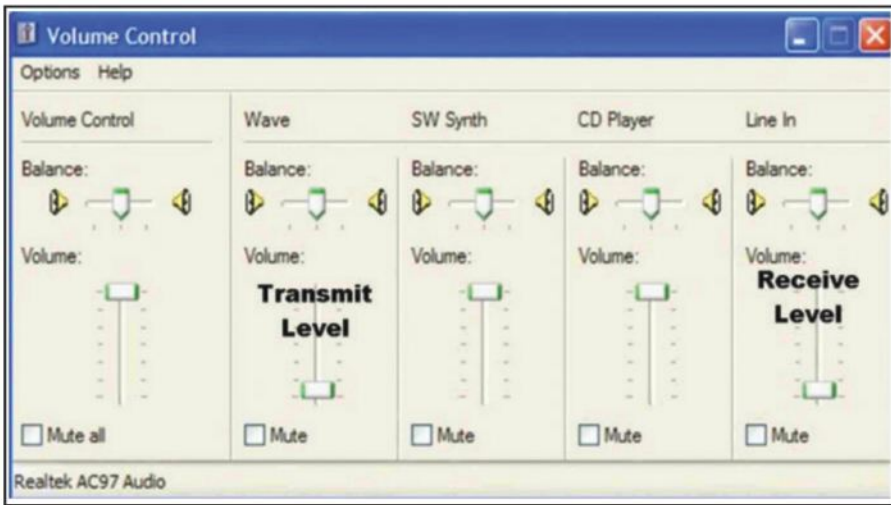 Volume Control
Options Help
Volume Control Wave SW Synth CD Player Line In
Balance: Balance: Balance: Balance: Balance:
Volume: Volume: Volume: Volume: Volume:
Transmit Level
Receive Level
Mute all Mute Mute Mute Mute
Realtek AC97 Audio